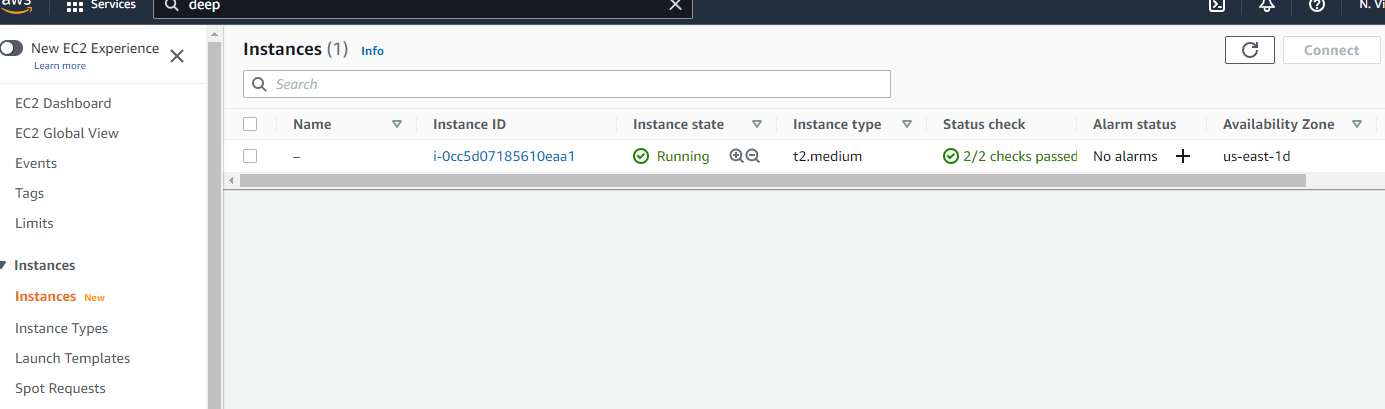 aws Services deep N. Vi
New EC2 Experience
Learn more
EC2 Dashboard
EC2 Global View
Events
Tags
Limits
Instances
Instances New
Instance Types
Launch Templates
Spot Requests
Instances (1) Info
Connect
Search
Name Instance ID Instance state Instance type Status check Alarm status Availability Zone
– i-0cc5d07185610eaa1 Running t2.medium 2/2 checks passed No alarms us-east-1d